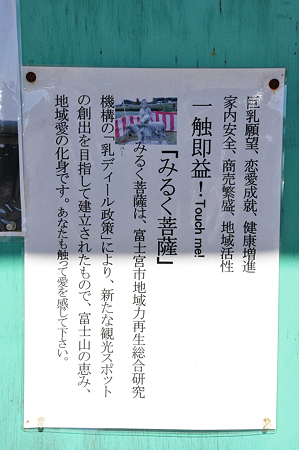 巨乳願望、恋愛成就、健康増進
家内安全、商売繁盛、地域活性
一触即益！Touch me!
『みるく菩薩』
みるく菩薩は、富士宮市地域力再生総合研究
機構の「乳ディール政策」により、新たな観光スポット
の創出を目指して建立されたもので、富士山の恵み、
地域愛の化身です。あなたも触って愛を感じて下さい。